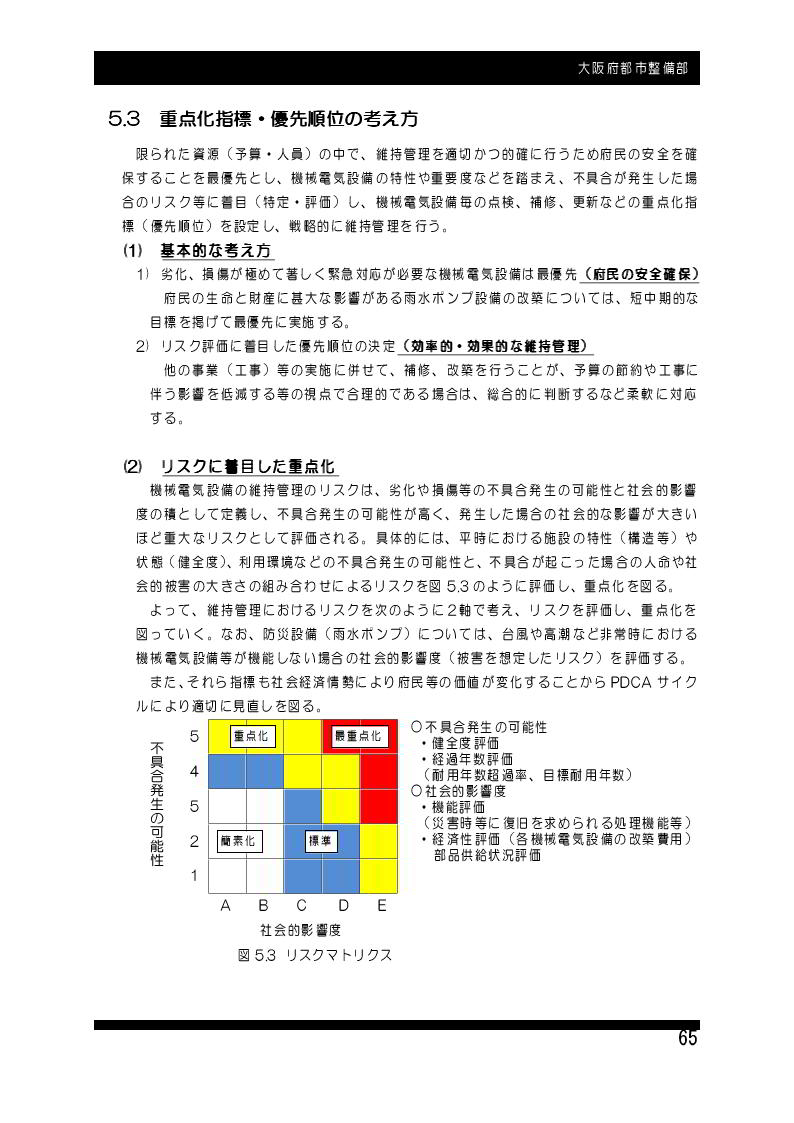 大阪府都市整備部
5.3 重点化指標・優先順位の考え方
限られた資源（予算・人員）の中で、維持管理を適切かつ的確に行うため府民の安全を確
保することを最優先とし、機械電気設備の特性や重要度などを踏まえ、不具合が発生した場
合のリスク等に着目（特定・評価）し、機械電気設備毎の点検、補修、更新などの重点化指
標（優先順位）を設定し、戦略的に維持管理を行う。
(1) 基本的な考え方
1) 劣化、損傷が極めて著しく緊急対応が必要な機械電気設備は最優先（府民の安全確保）
府民の生命と財産に甚大な影響がある雨水ポンプ設備の改築については、短中期的な
目標を掲げて最優先に実施する。
2) リスク評価に着目した優先順位の決定（効率的・効果的な維持管理）
他の事業（工事）等の実施に併せて、補修、改築を行うことが、予算の節約や工事に
伴う影響を低減する等の視点で合理的である場合は、総合的に判断するなど柔軟に対応
する。
(2) リスクに着目した重点化
機械電気設備の維持管理のリスクは、劣化や損傷等の不具合発生の可能性と社会的影響
度の積として定義し、不具合発生の可能性が高く、発生した場合の社会的な影響が大きい
ほど重大なリスクとして評価される。具体的には、平時における施設の特性（構造等）や
状態（健全度）、利用環境などの不具合発生の可能性と、不具合が起こった場合の人命や社
会的被害の大きさの組み合わせによるリスクを図 5.3 のように評価し、重点化を図る。
よって、維持管理におけるリスクを次のように２軸で考え、リスクを評価し、重点化を
図っていく。なお、防災設備（雨水ポンプ）については、台風や高潮など非常時における
機械電気設備等が機能しない場合の社会的影響度（被害を想定したリスク）を評価する。
また、それら指標も社会経済情勢により府民等の価値が変化することから PDCA サイク
ルにより適切に見直しを図る。
不具合発生の可能性
5 重点化 最重点化
4
5
2 簡素化 標準
1
A B C D E
社会的影響度
図 5.3 リスクマトリクス
○不具合発生の可能性
・健全度評価
・経過年数評価
（耐用年数超過率、目標耐用年数）
○社会的影響度
・機能評価
（災害時等に復旧を求められる処理機能等）
・経済性評価（各機械電気設備の改築費用）
部品供給状況評価
65